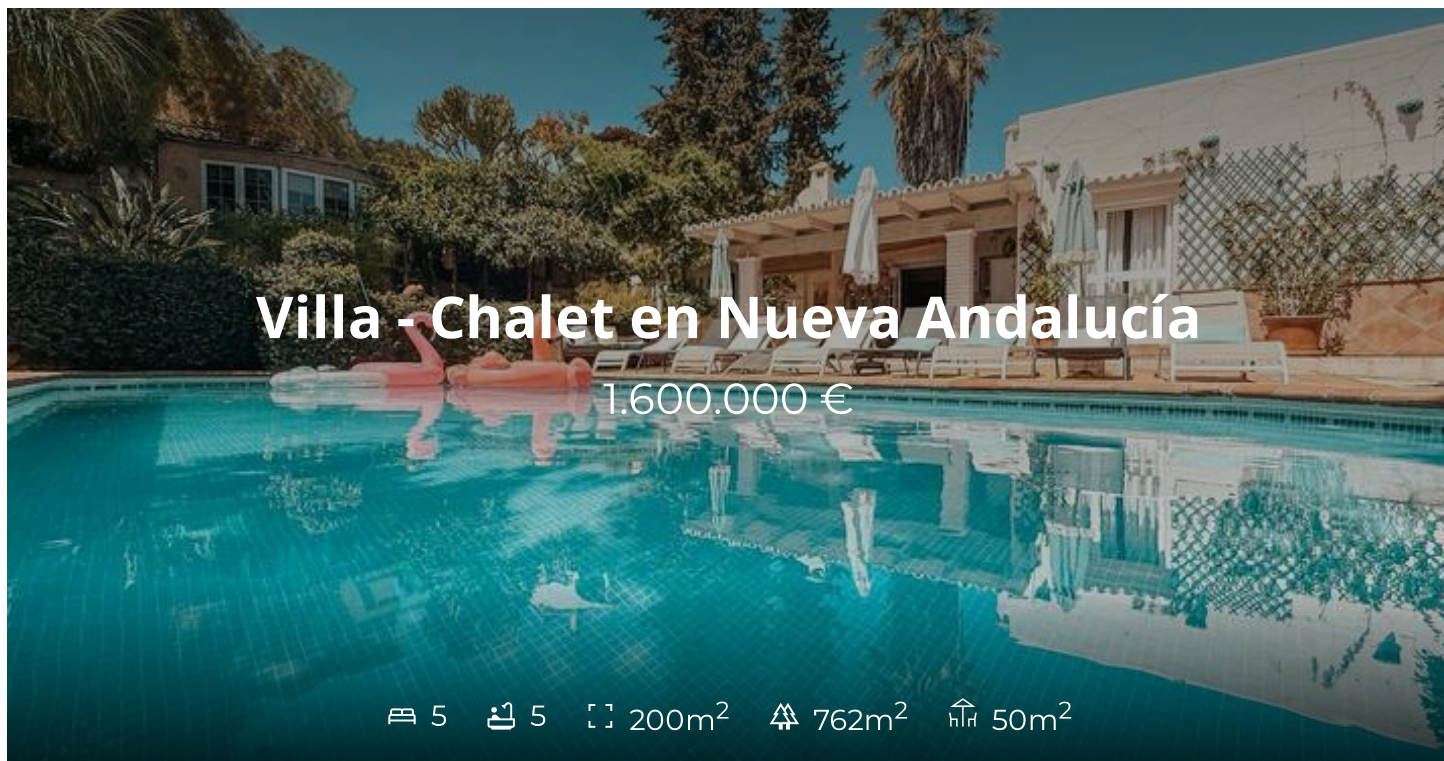 Villa - Chalet en Nueva Andalucía
1.600.000 €
5 5 200m² 762m² 50m²